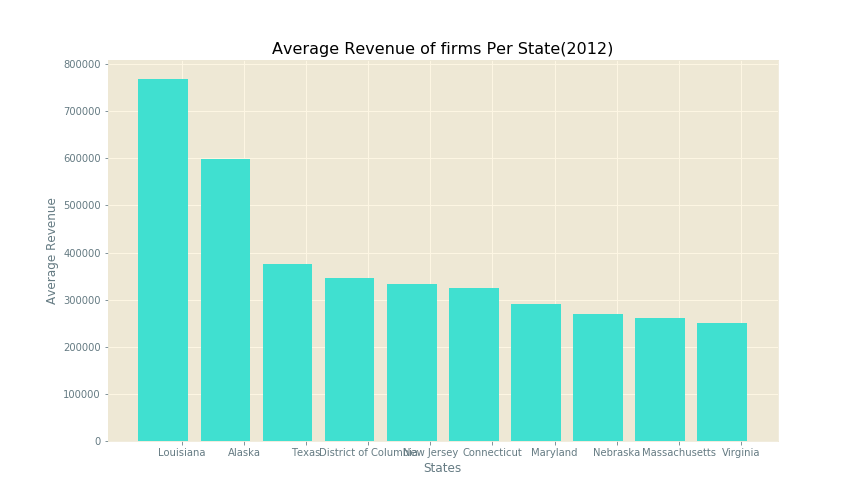 Average Revenue of firms Per State(2012)
800000
700000
600000
500000
400000
300000
200000
100000
0
Average Revenue
Louisiana Alaska Texas District of Columbia New Jersey Connecticut Maryland Nebraska Massachusetts Virginia
States